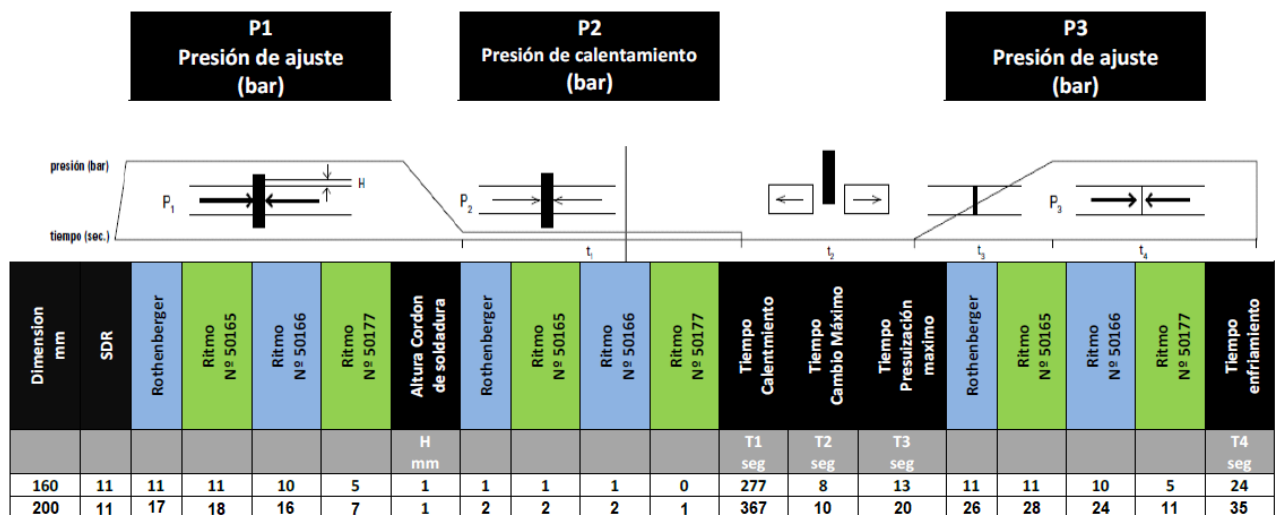 P1
Presión de ajuste
(bar)
P2
Presión de calentamiento
(bar)
P3
Presión de ajuste
(bar)
presión (bar)
H
P1
P2
P3
tiempo (sec.)
t1
t2
t3
t4
Dimension mm
SDR
Rothenberger
Ritmo Nº 50165
Ritmo Nº 50166
Ritmo Nº 50177
Altura Cordon de soldadura
Rothenberger
Ritmo Nº 50165
Ritmo Nº 50166
Ritmo Nº 50177
Tiempo Calentmiento
Tiempo Cambio Máximo
Tiempo Presuización maximo
Rothenberger
Ritmo Nº 50165
Ritmo Nº 50166
Ritmo Nº 50177
Tiempo enfriamiento
H T1 T2 T3 T4
mm seg seg seg seg
160 11 11 11 10 5 1 1 1 1 0 277 8 13 11 11 10 5 24
200 11 17 18 16 7 1 2 2 2 1 367 10 20 26 28 24 11 35